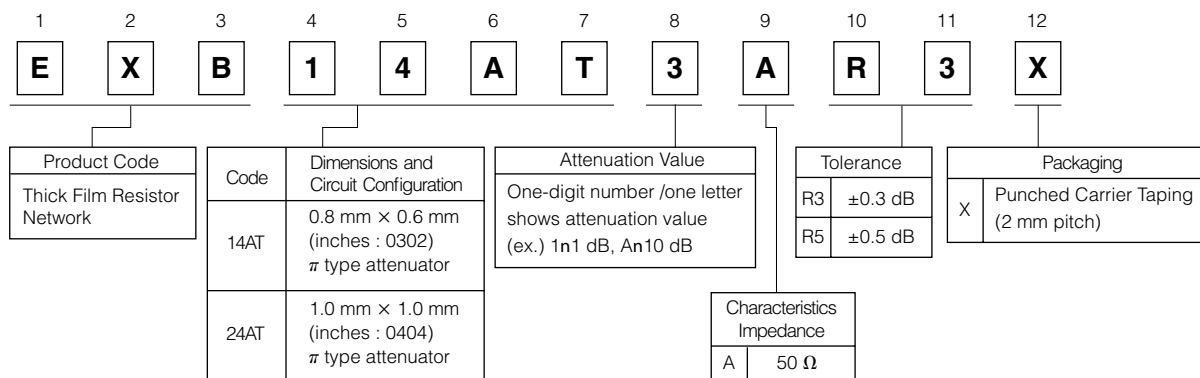 1 2 3 4 5 6 7 8 9 10 11 12
E X B 1 4 A T 3 A R 3 X
Product Code
Thick Film Resistor
Network
Code
Dimensions and
Circuit Configuration
14AT
0.8 mm × 0.6 mm
(inches : 0302)
π type attenuator
24AT
1.0 mm × 1.0 mm
(inches : 0404)
π type attenuator
Attenuation Value
One-digit number /one letter
shows attenuation value
(ex.) 1n1 dB, An10 dB
Characteristics
Impedance
A 50 Ω
Tolerance
R3 ±0.3 dB
R5 ±0.5 dB
Packaging
X
Punched Carrier Taping
(2 mm pitch)